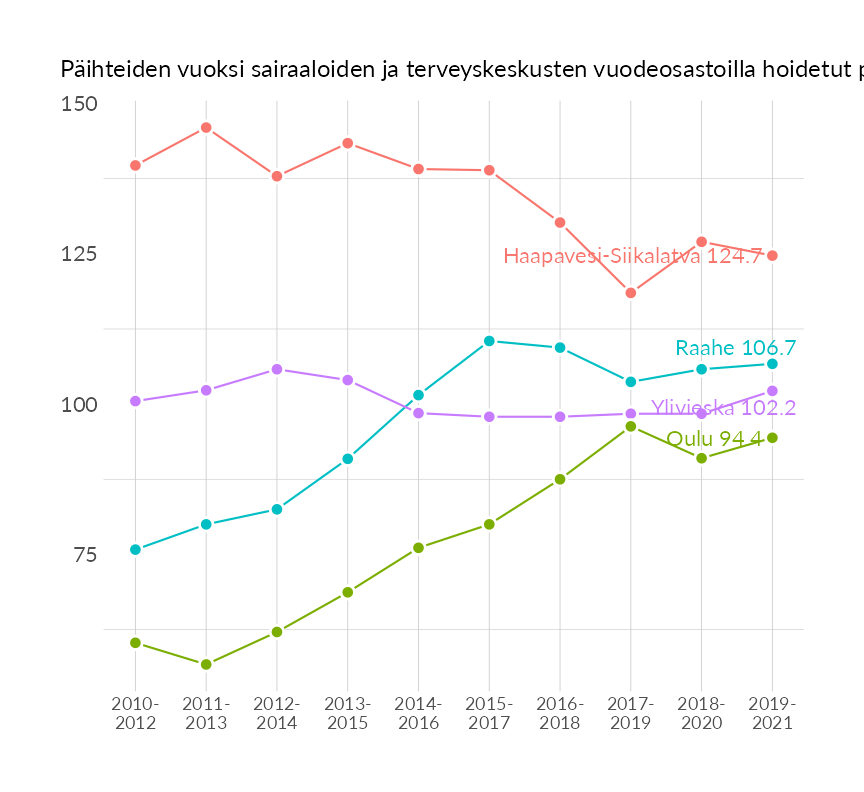 Päihteiden vuoksi sairaaloiden ja terveyskeskusten vuodeosastoilla hoidetut
150
125
100
75
Haapavesi-Siikalatva 124.7
Raahe 106.7
Ylivieska 102.2
Oulu 94.4
2010- 2011- 2012- 2013- 2014- 2015- 2016- 2017- 2018- 2019-
2012 2013 2014 2015 2016 2017 2018 2019 2020 2021